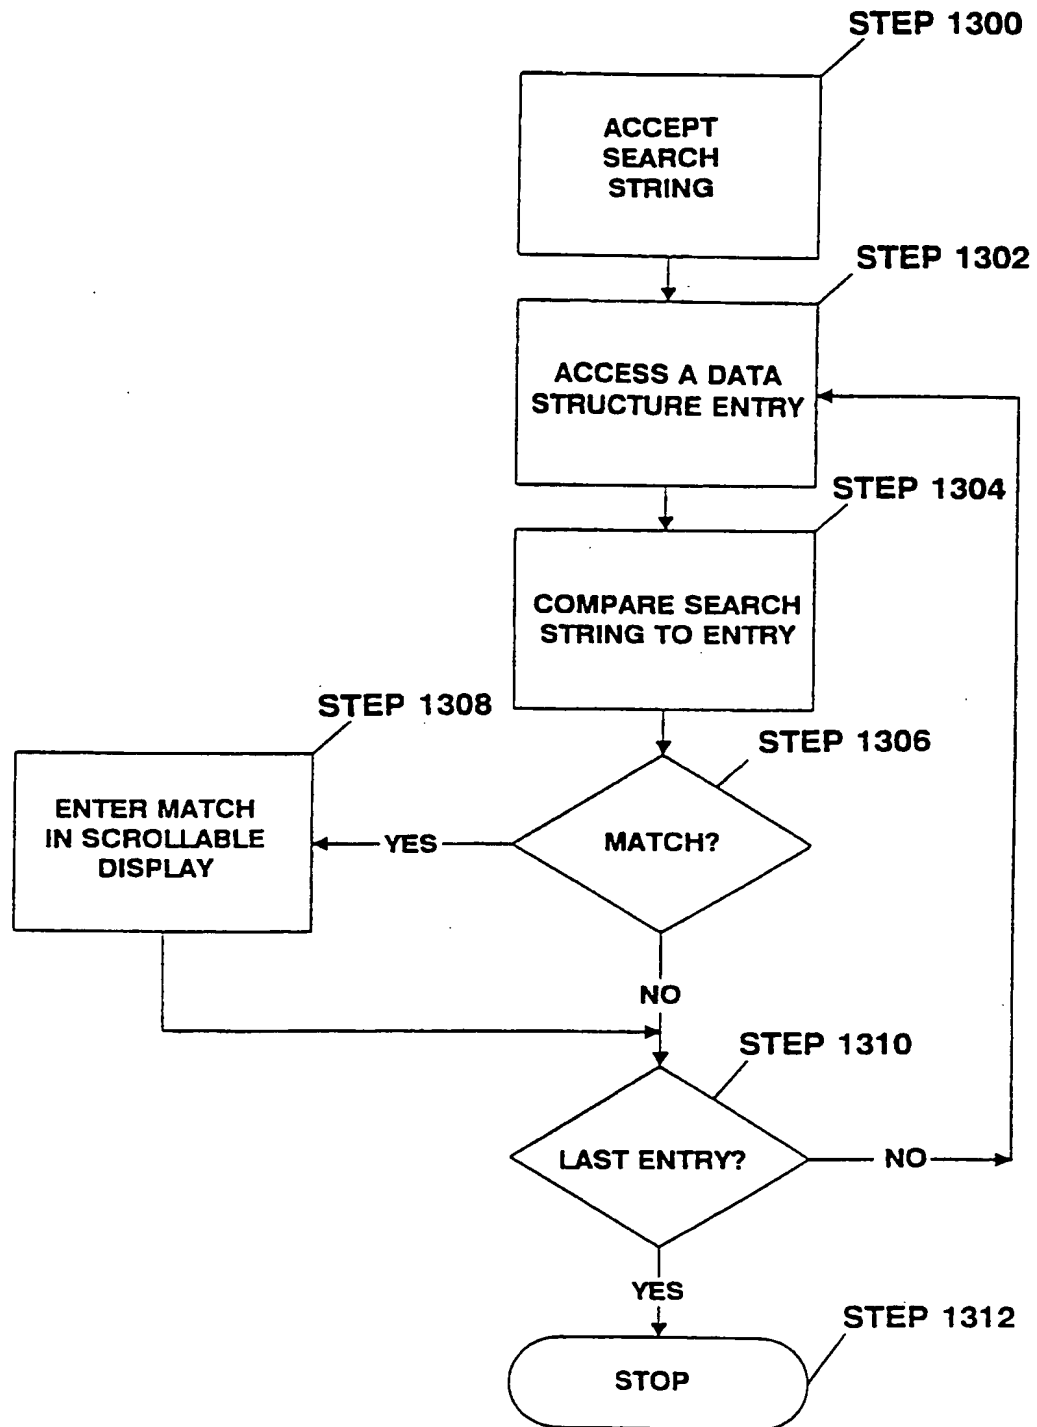 STEP 1300
ACCEPT
SEARCH
STRING
STEP 1302
ACCESS A DATA
STRUCTURE ENTRY
STEP 1304
COMPARE SEARCH
STRING TO ENTRY
STEP 1308
STEP 1306
ENTER MATCH
IN SCROLLABLE
DISPLAY
YES
MATCH?
NO
STEP 1310
LAST ENTRY?
NO
YES
STEP 1312
STOP